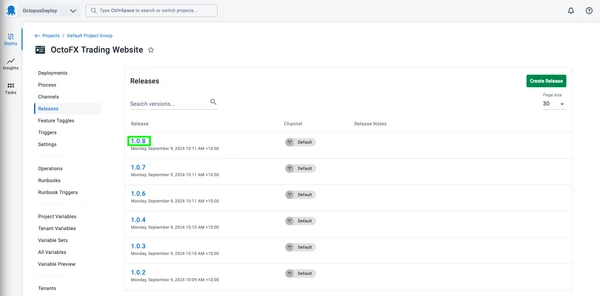 OctopusDeploy
Type Ctrl+Space to search or switch projects...
Deploy
Insights
Tasks
Projects / Default Project Group
OctoFX Trading Website
Deployments
Process
Channels
Releases
Feature Toggles
Triggers
Settings
Operations
Runbooks
Runbook Triggers
Project Variables
Tenant Variables
Variable Sets
All Variables
Variable Preview
Tenants
Releases
Create Release
Search versions...
Page size
30
Release Channel Release Notes
1.0.8 Default
Monday, September 9, 2024 10:11 AM +10:00
1.0.7 Default
Monday, September 9, 2024 10:11 AM +10:00
1.0.6 Default
Monday, September 9, 2024 10:11 AM +10:00
1.0.4 Default
Monday, September 9, 2024 10:10 AM +10:00
1.0.3 Default
Monday, September 9, 2024 10:10 AM +10:00
1.0.2 Default
Monday, September 9, 2024 10:09 AM +10:00